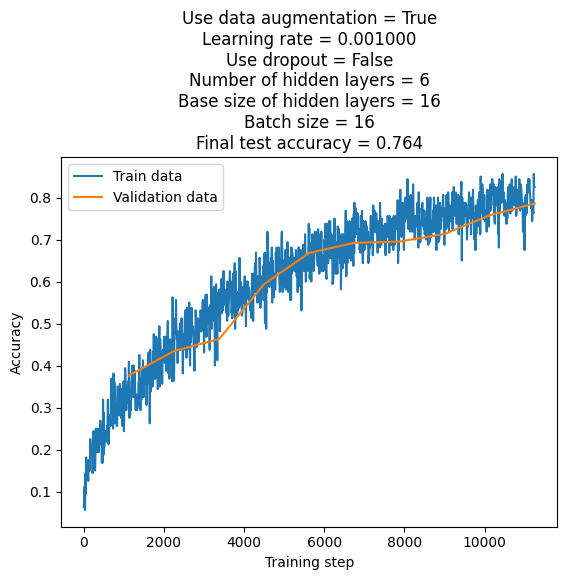 Use data augmentation = True
Learning rate = 0.001000
Use dropout = False
Number of hidden layers = 6
Base size of hidden layers = 16
Batch size = 16
Final test accuracy = 0.764
Train data
Validation data
0.8
0.7
0.6
0.5
0.4
0.3
0.2
0.1
Accuracy
0 2000 4000 6000 8000 10000
Training step